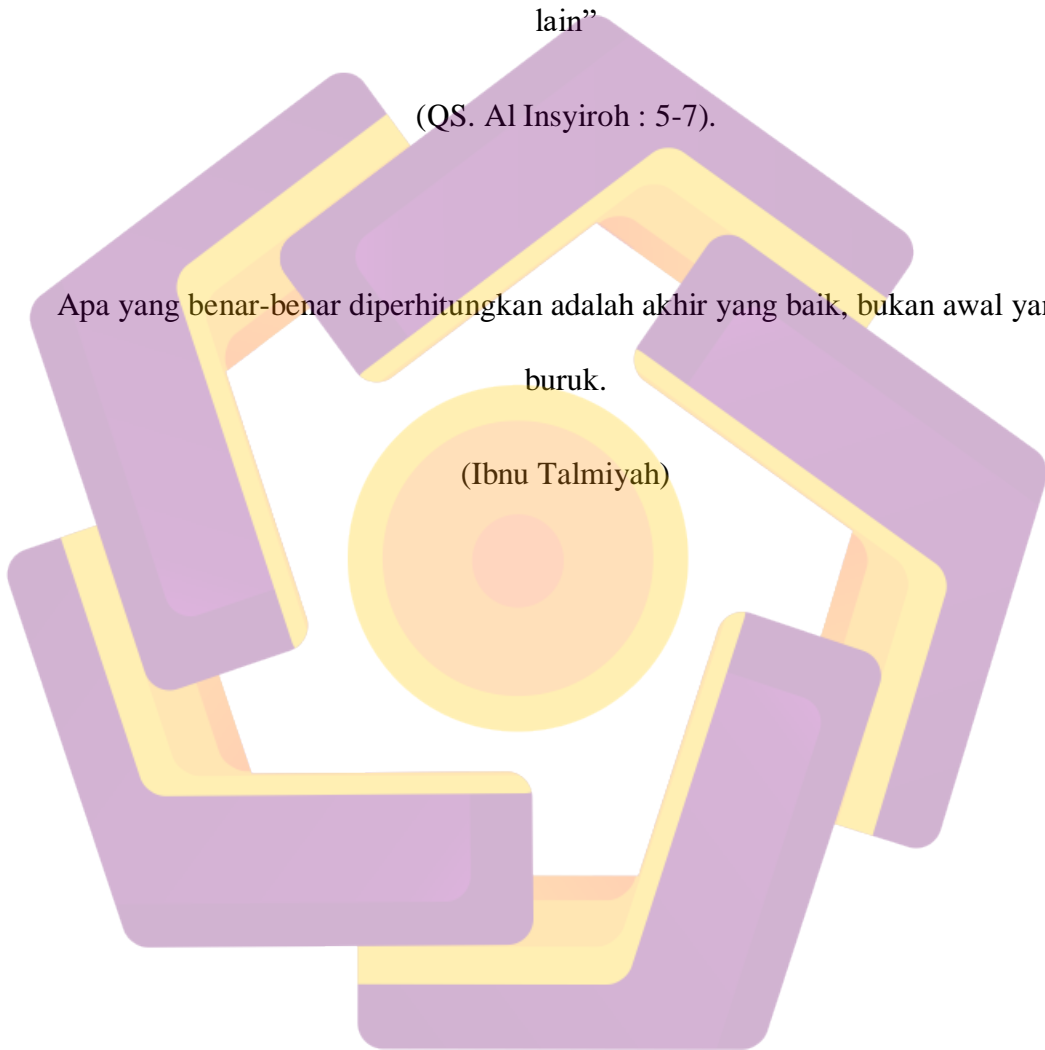 lain”
(QS. Al Insyiroh : 5-7).
Apa yang benar-benar diperhitungkan adalah akhir yang baik, bukan awal yan
buruk.
(Ibnu Talmiyah)